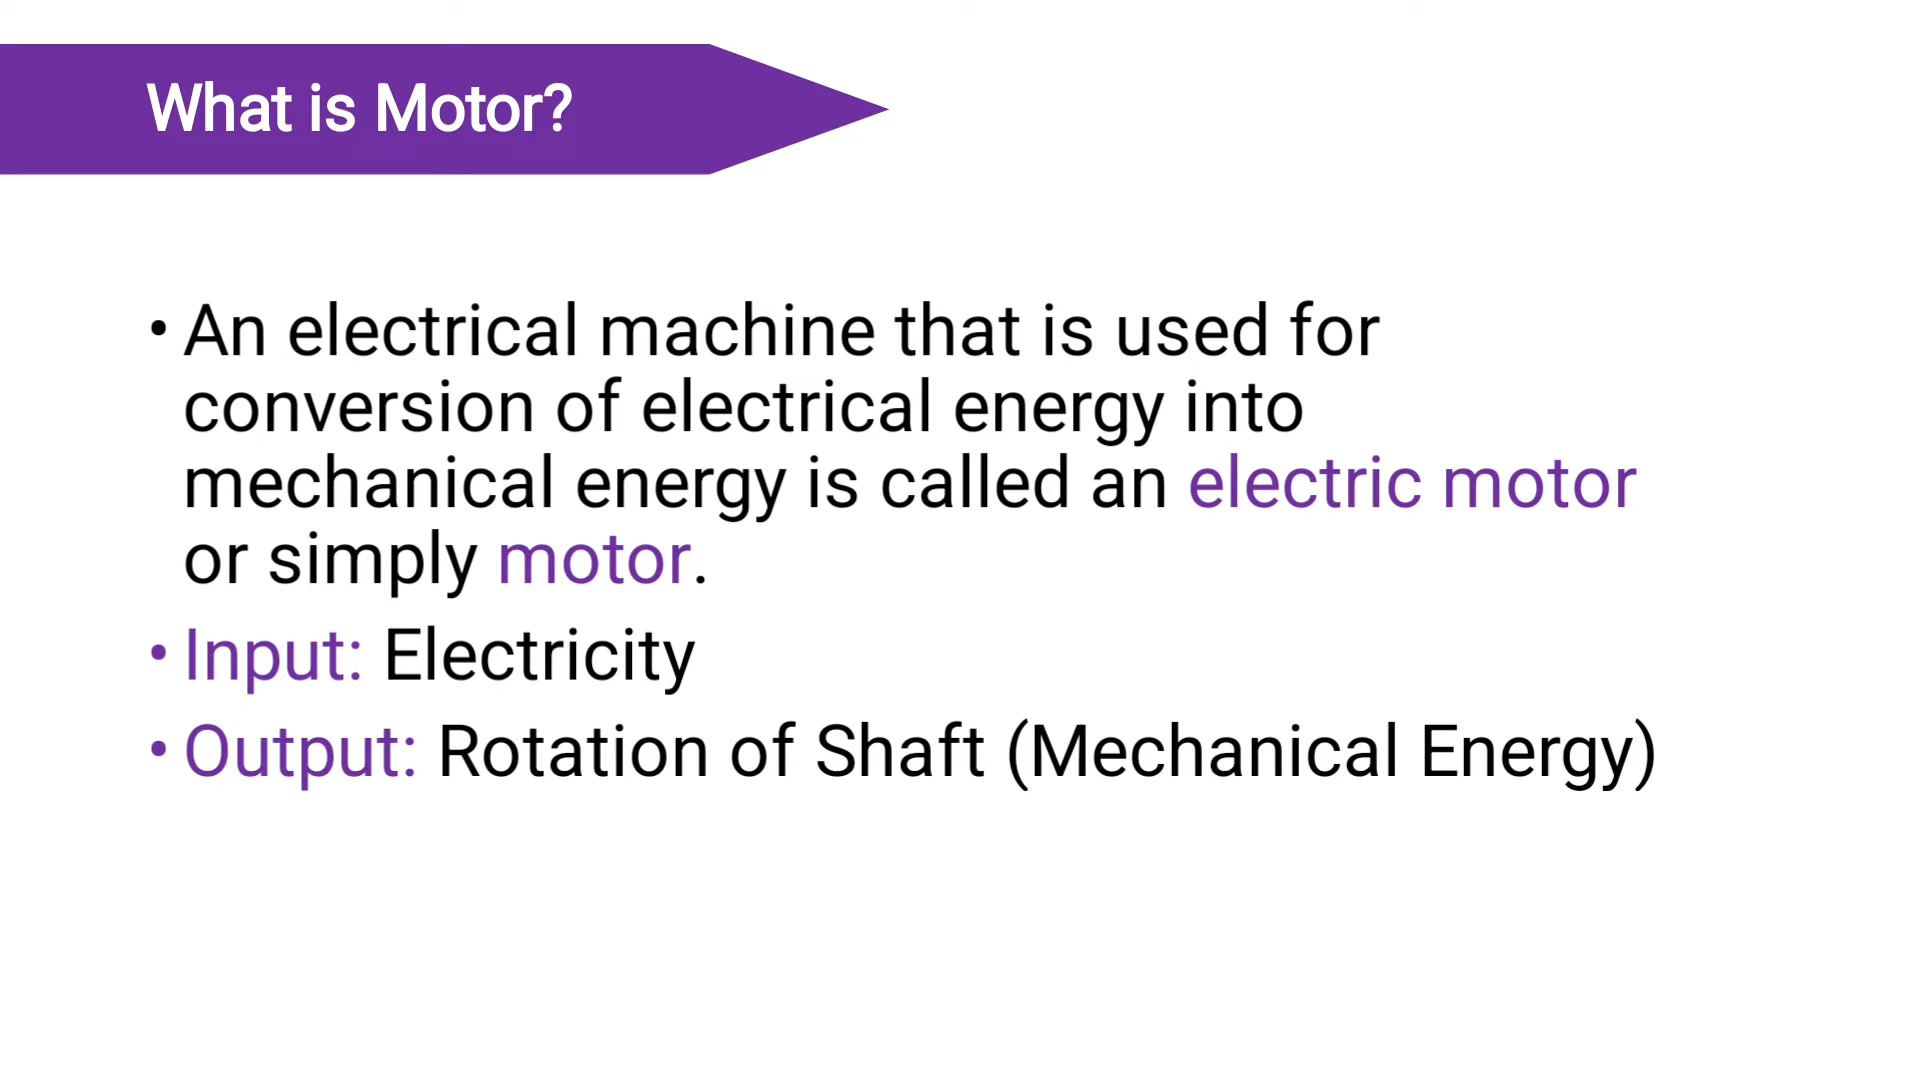 What is Motor?
• An electrical machine that is used for
conversion of electrical energy into
mechanical energy is called an electric motor
or simply motor.
• Input: Electricity
• Output: Rotation of Shaft (Mechanical Energy)